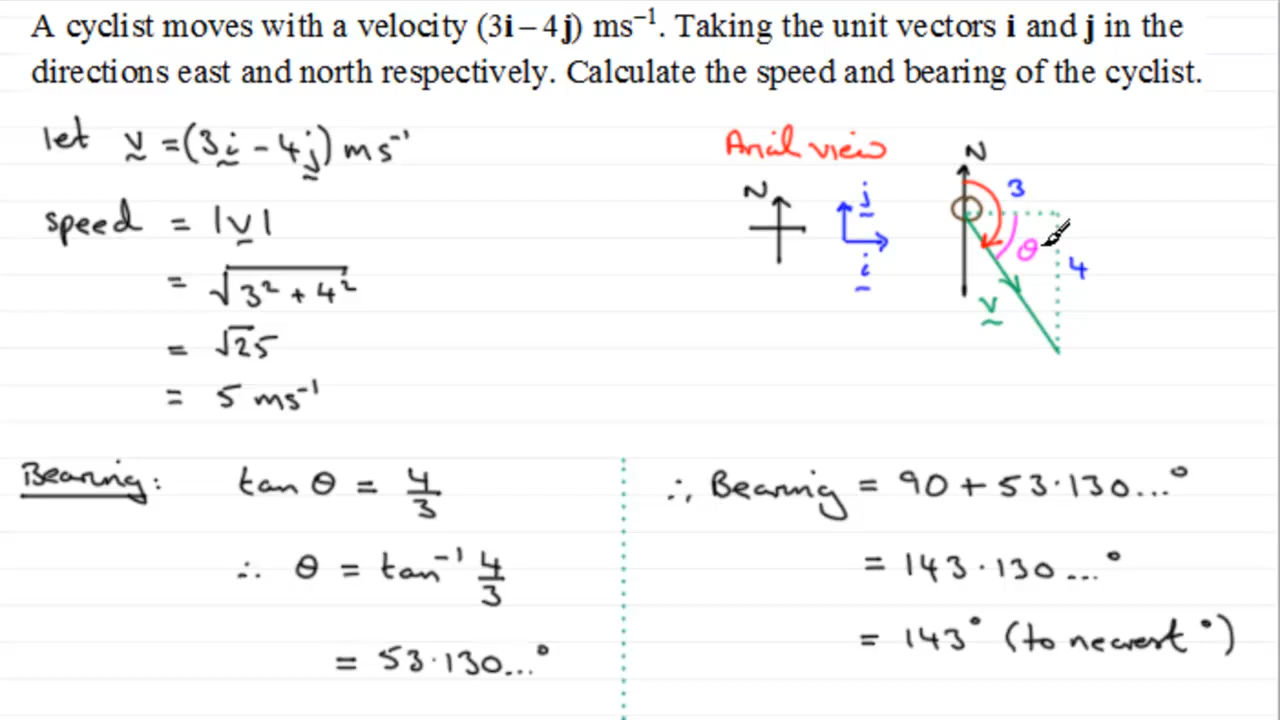 A cyclist moves with a velocity (3i – 4j) ms⁻¹. Taking the unit vectors i and j in the
directions east and north respectively. Calculate the speed and bearing of the cyclist.
let v = (3i - 4j) ms⁻¹
speed = |v|
= √3² + 4²
= √25
= 5 ms⁻¹
Arial view
N
j
i
N
3
θ
4
v
Bearing:
tan θ = 4/3
∴ θ = tan⁻¹ 4/3
= 53.130...°
∴ Bearing = 90 + 53.130...°
= 143.130...°
= 143° (to nearest °)